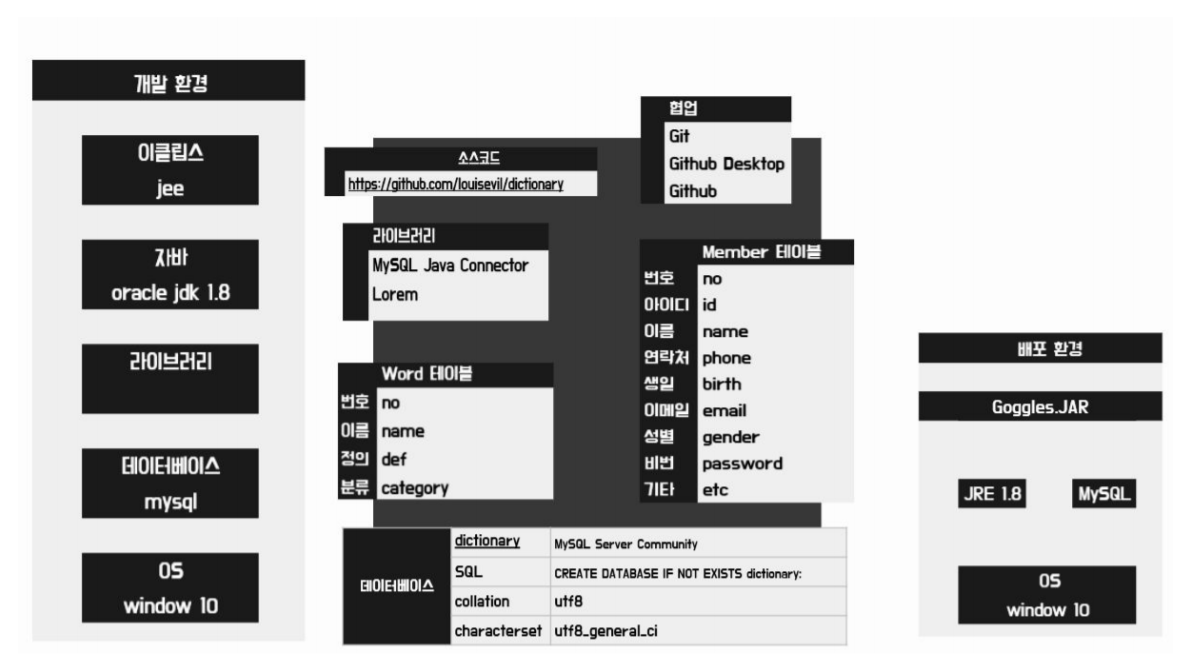 개발 환경
이클립스
jee
자바
oracle jdk 1.8
라이브러리
데이터베이스
mysql
OS
window 10
소스코드
https://github.com/louisevil/dictionary
협업
Git
Github Desktop
Github
라이브러리
MySQL Java Connector
Lorem
Word 테이블
번호 no
이름 name
정의 def
분류 category
Member 테이블
번호 no
아이디 id
이름 name
연락처 phone
생일 birth
이메일 email
성별 gender
비번 password
기타 etc
데이터베이스
dictionary MySQL Server Community
SQL CREATE DATABASE IF NOT EXISTS dictionary:
collation utf8
characterset utf8_general_ci
배포 환경
Goggles.JAR
JRE 1.8 MySQL
OS
window 10